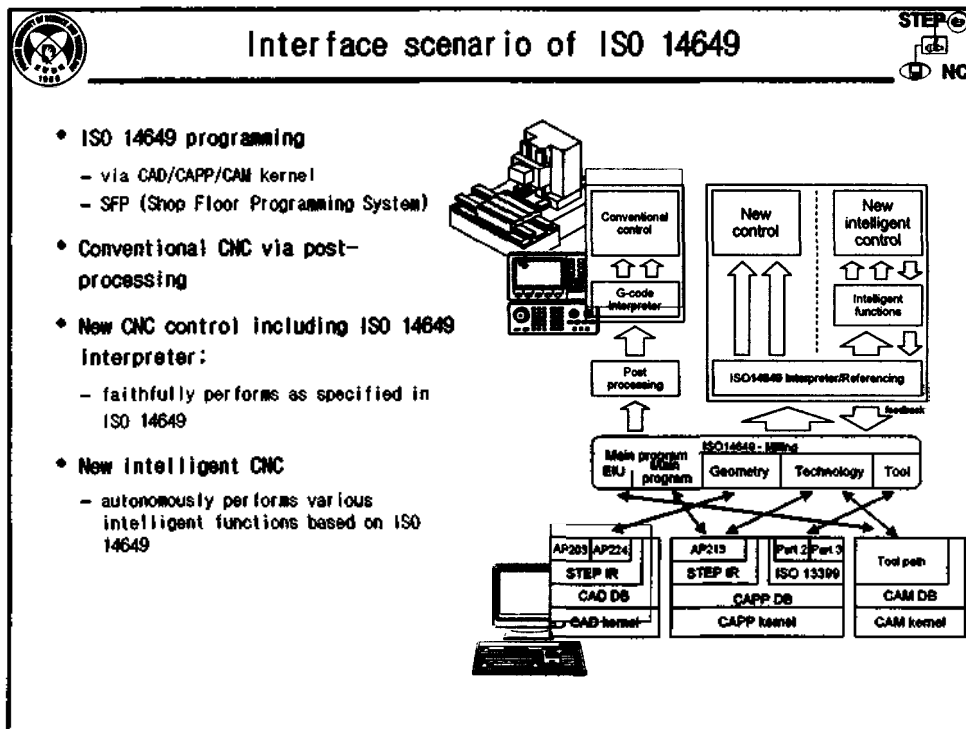 Interface scenario of ISO 14649
STEP
NC
1986
• ISO 14649 programming
– via CAD/CAPP/CAM kernel
– SFP (Shop Floor Programming System)
• Conventional CNC via post-
processing
• New CNC control including ISO 14649
interpreter;
– faithfully performs as specified in
ISO 14649
• New intelligent CNC
– autonomously performs various
intelligent functions based on ISO
14649
Conventional
control
G-code
interpreter
Post
processing
New
control
New
intelligent
control
Intelligent
functions
ISO14649 Interpreter/Referencing
feedback
ISO14649 - Milling
Main program
EIU
Main
program
Geometry
Technology
Tool
AP203 AP224
STEP IR
CAD DB
CAD kernel
AP213
STEP IR
Part 2 Part 3
ISO 13399
CAPP DB
CAPP kernel
Tool path
CAM DB
CAM kernel